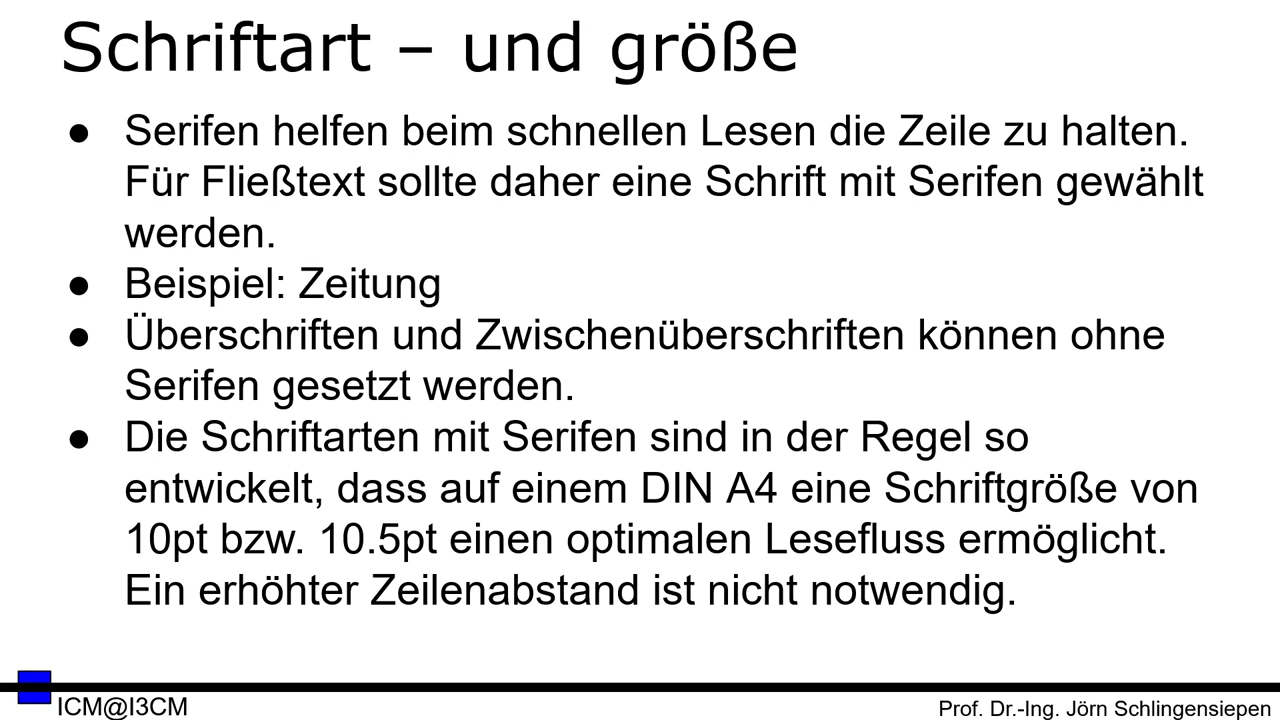 Schriftart – und größe
● Serifen helfen beim schnellen Lesen die Zeile zu halten.
Für Fließtext sollte daher eine Schrift mit Serifen gewählt
werden.
● Beispiel: Zeitung
● Überschriften und Zwischenüberschriften können ohne
Serifen gesetzt werden.
● Die Schriftarten mit Serifen sind in der Regel so
entwickelt, dass auf einem DIN A4 eine Schriftgröße von
10pt bzw. 10.5pt einen optimalen Lesefluss ermöglicht.
Ein erhöhter Zeilenabstand ist nicht notwendig.
ICM@I3CM
Prof. Dr.-Ing. Jörn Schlingensiepen